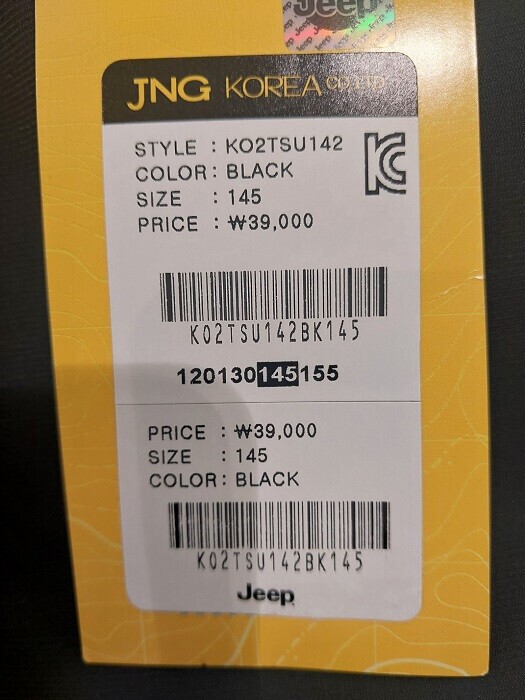 Jeep
JNG KOREA CO.,LTD
STYLE : KO2TSU142
COLOR : BLACK
SIZE : 145
PRICE : ₩39,000
KO2TSU142BK145
120130145155
PRICE : ₩39,000
SIZE : 145
COLOR : BLACK
KO2TSU142BK145
Jeep